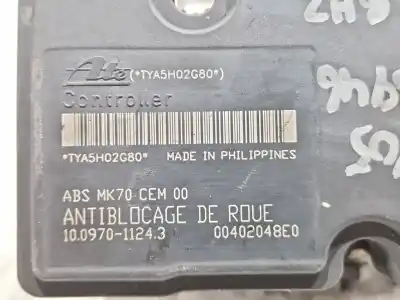 Ate (*TYA5H02G80*)
Controller
*TYA5H02G80* MADE IN PHILIPPINES
ABS MK70 CEM 00
ANTIBLOCAGE DE ROUE
10.0970-1124.3 00402048E0